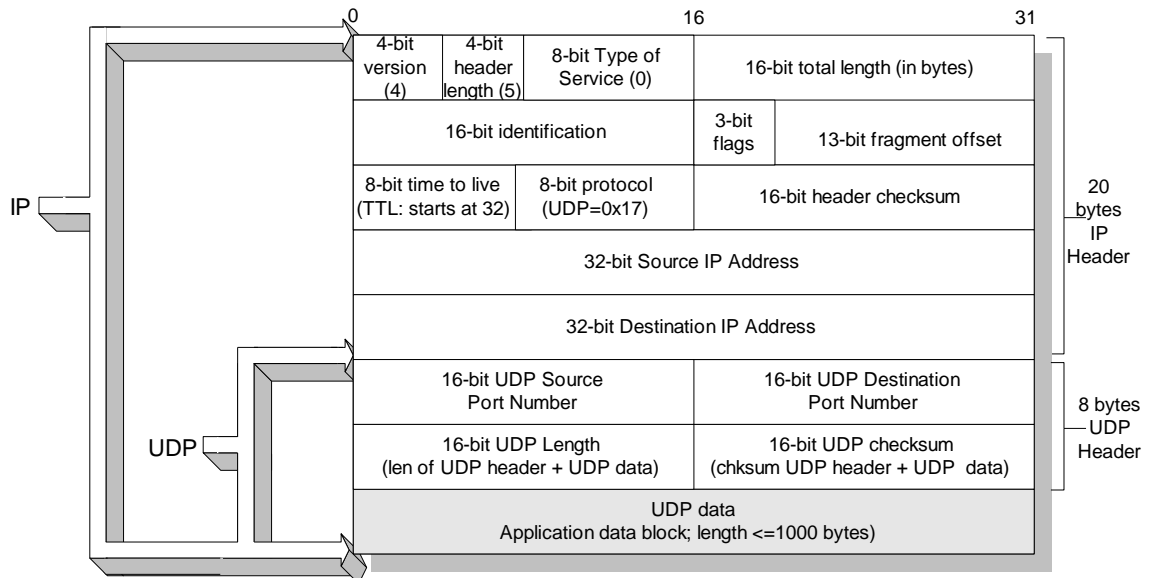 0 16 31
4-bit
version
(4)
4-bit
header
length (5)
8-bit Type of
Service (0)
16-bit total length (in bytes)
16-bit identification
3-bit
flags
13-bit fragment offset
8-bit time to live
(TTL: starts at 32)
8-bit protocol
(UDP=0x17)
16-bit header checksum
IP
20
bytes
IP
Header
32-bit Source IP Address
32-bit Destination IP Address
16-bit UDP Source
Port Number
16-bit UDP Destination
Port Number
8 bytes
UDP
Header
UDP
16-bit UDP Length
(len of UDP header + UDP data)
16-bit UDP checksum
(chksum UDP header + UDP data)
UDP data
Application data block; length <=1000 bytes)